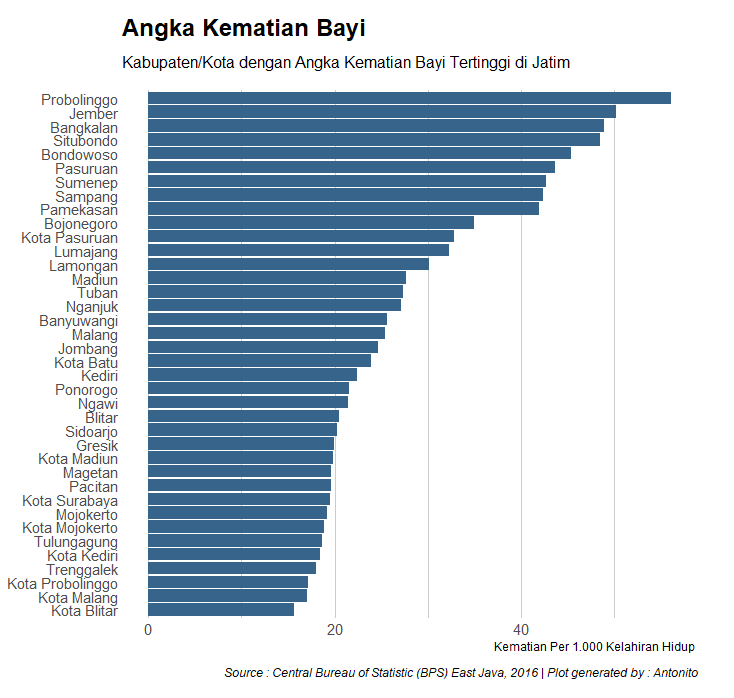 Angka Kematian Bayi
Kabupaten/Kota dengan Angka Kematian Bayi Tertinggi di Jatim
Probolinggo
Jember
Bangkalan
Situbondo
Bondowoso
Pasuruan
Sumenep
Sampang
Pamekasan
Bojonegoro
Kota Pasuruan
Lumajang
Lamongan
Madiun
Tuban
Nganjuk
Banyuwangi
Malang
Jombang
Kota Batu
Kediri
Ponorogo
Ngawi
Blitar
Sidoarjo
Gresik
Kota Madiun
Magetan
Pacitan
Kota Surabaya
Mojokerto
Kota Mojokerto
Tulungagung
Kota Kediri
Trenggalek
Kota Probolinggo
Kota Malang
Kota Blitar
0 20 40
Kematian Per 1.000 Kelahiran Hidup
Source : Central Bureau of Statistic (BPS) East Java, 2016 | Plot generated by : Antonito